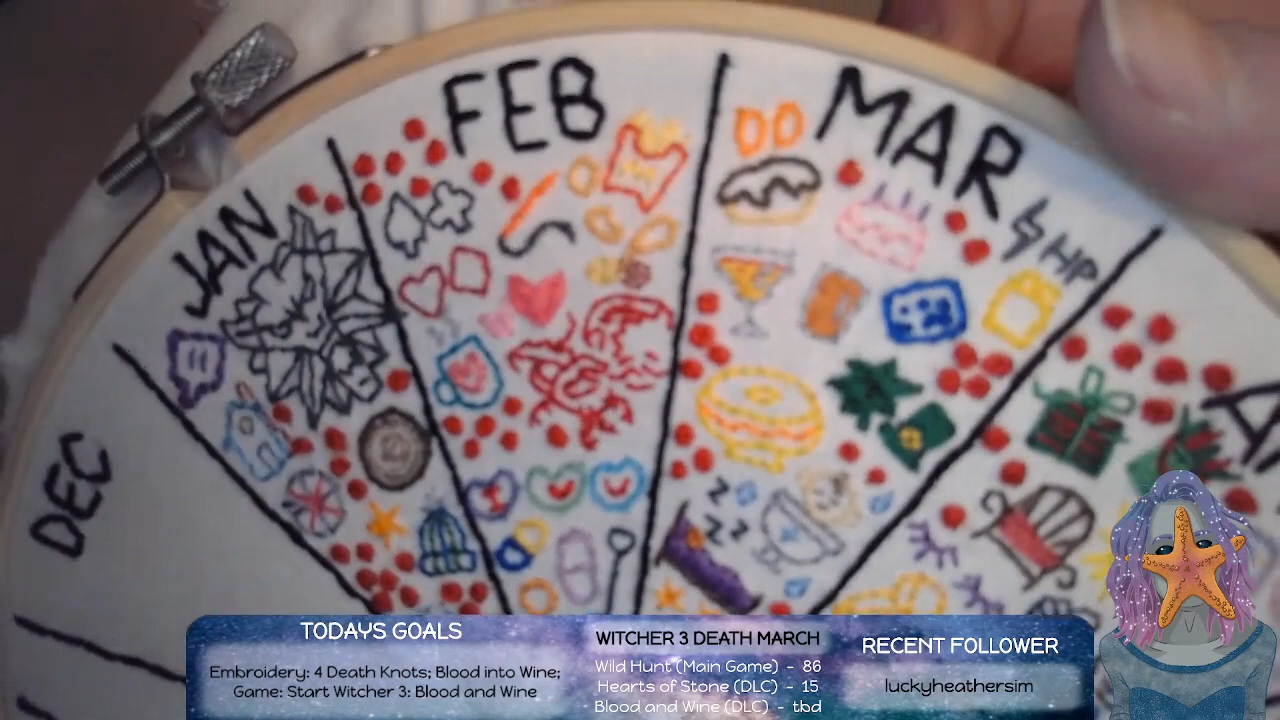 FEB
MAR
JAN
HP
DEC
A
Z
ZZ
TODAYS GOALS
Embroidery: 4 Death Knots; Blood into Wine;
Game: Start Witcher 3: Blood and Wine
WITCHER 3 DEATH MARCH
Wild Hunt (Main Game) - 86
Hearts of Stone (DLC) - 15
Blood and Wine (DLC) - tbd
RECENT FOLLOWER
luckyheathersim